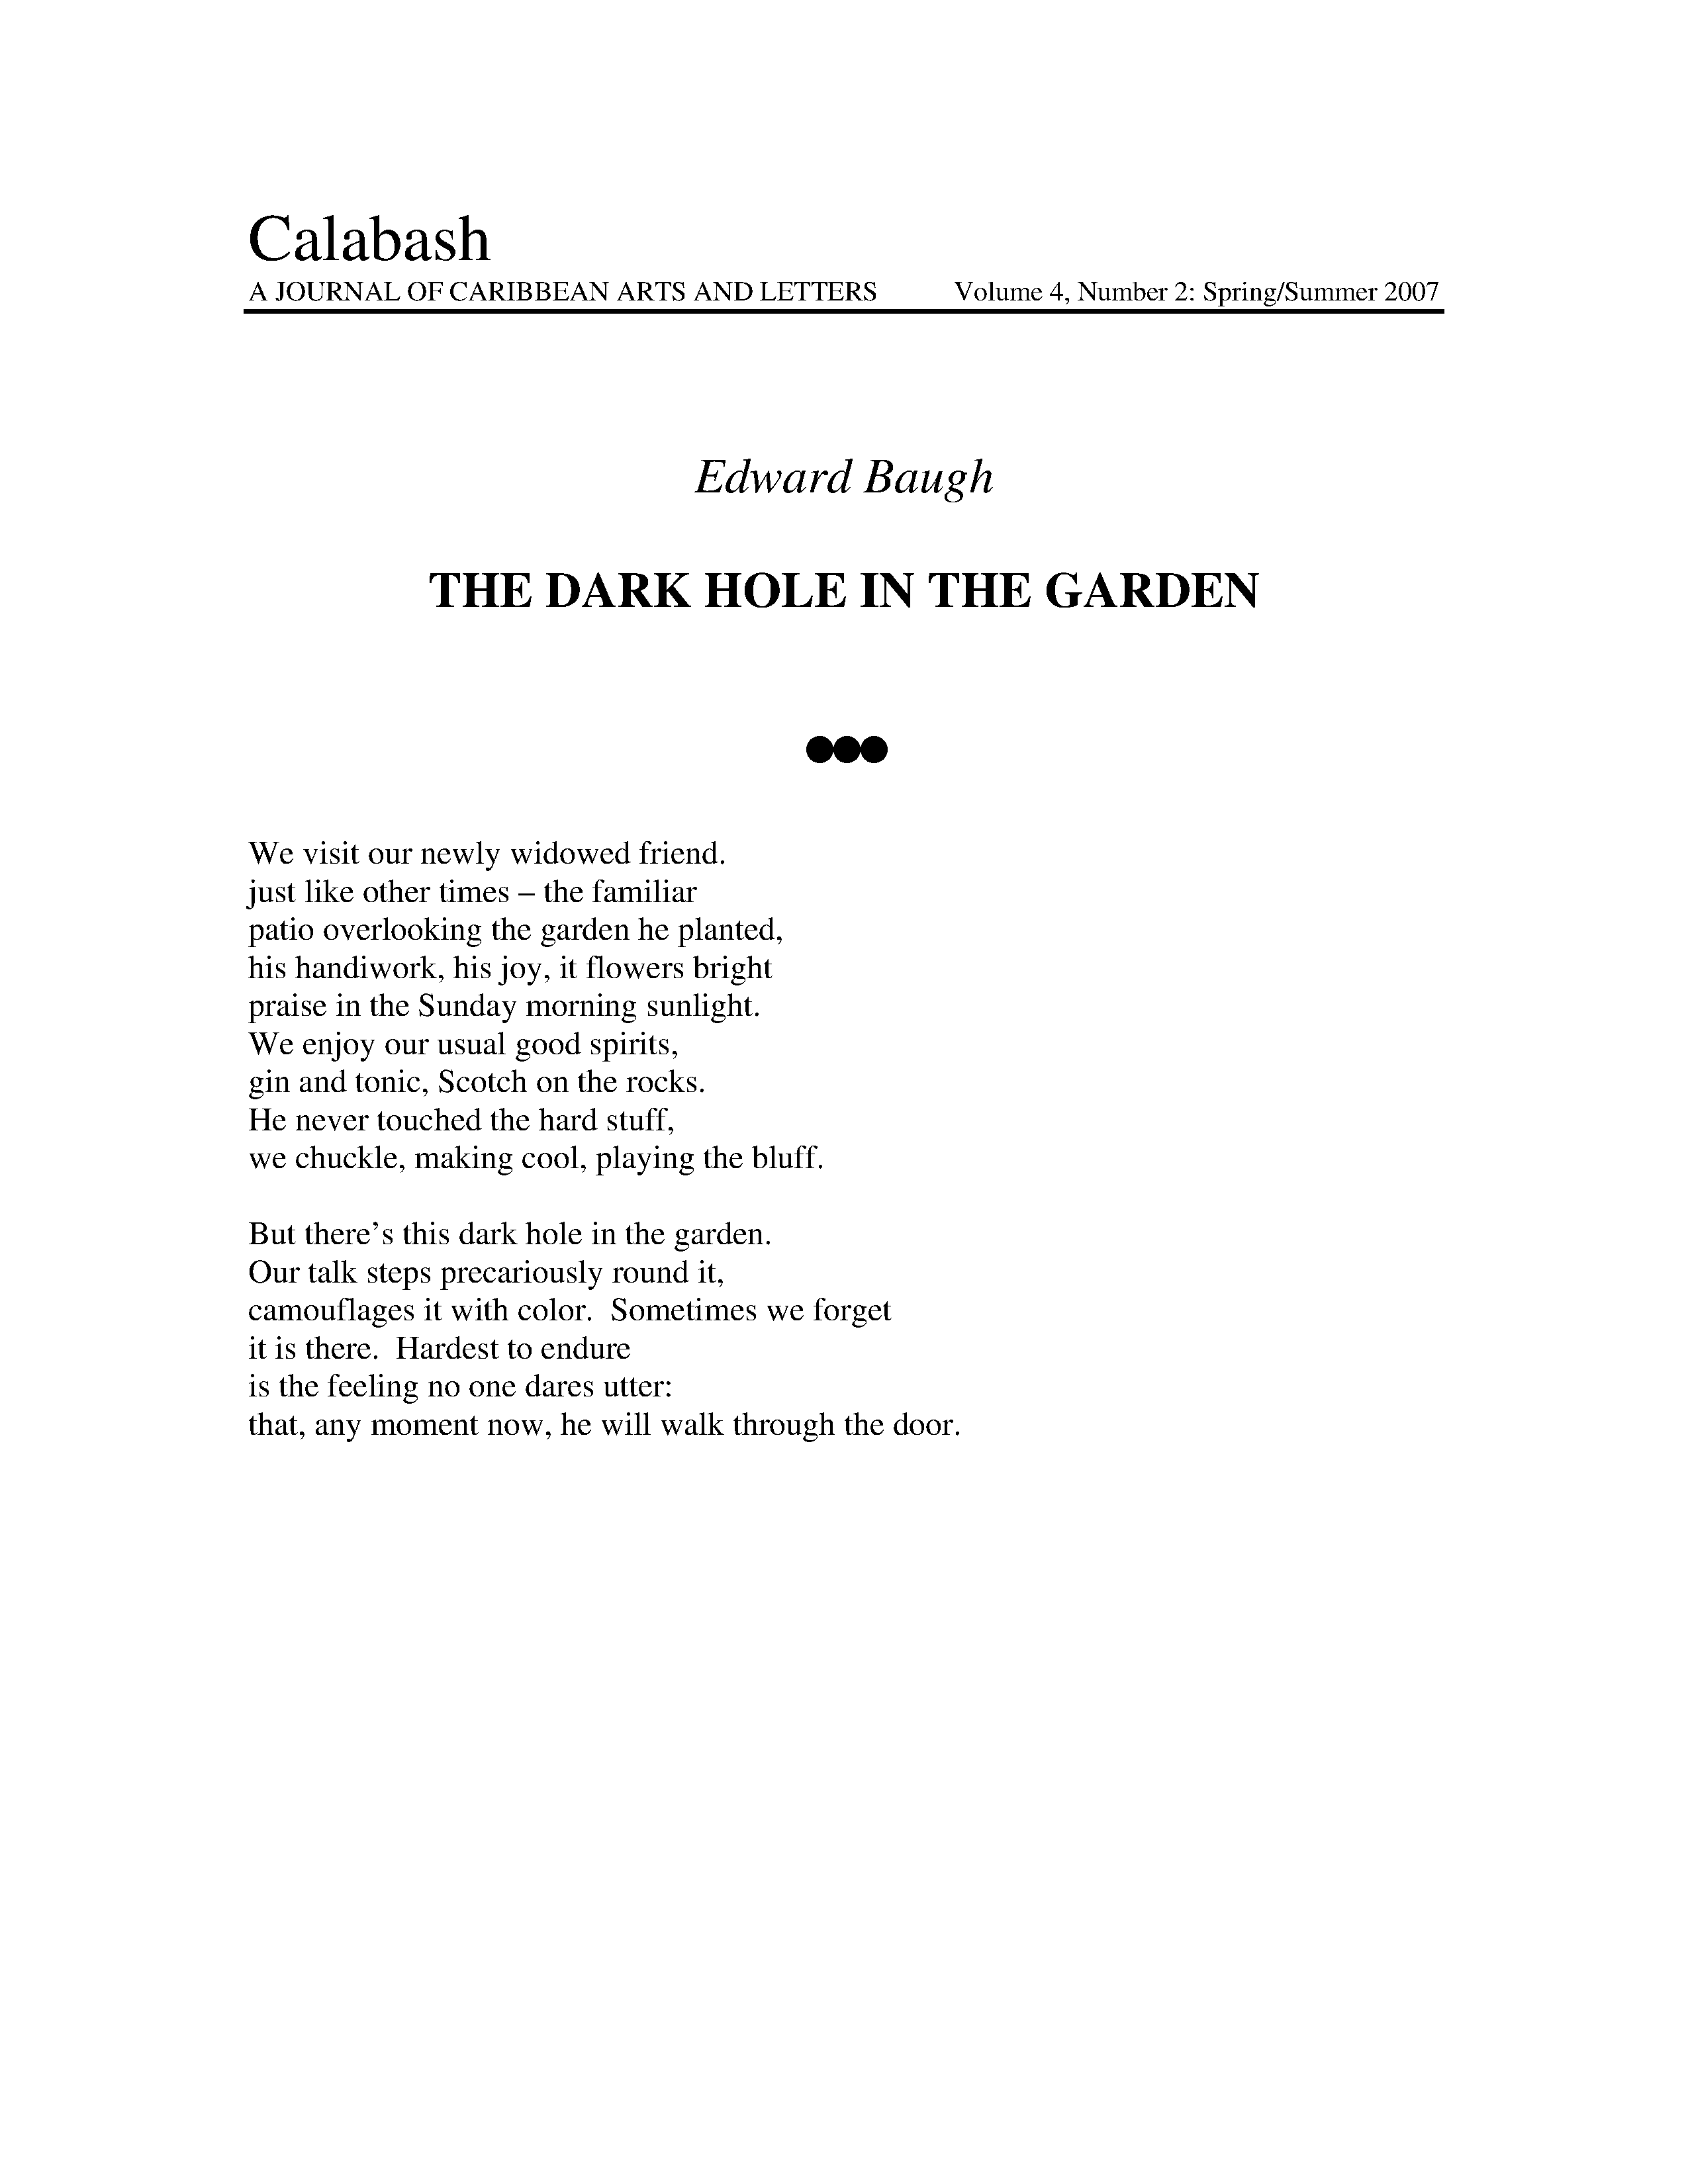 Calabash
A JOURNAL OF CARIBBEAN ARTS AND LETTERS Volume 4, Number 2: Spring/Summer 2007
Edward Baugh
THE DARK HOLE IN THE GARDEN
●●●
We visit our newly widowed friend.
just like other times – the familiar
patio overlooking the garden he planted,
his handiwork, his joy, it flowers bright
praise in the Sunday morning sunlight.
We enjoy our usual good spirits,
gin and tonic, Scotch on the rocks.
He never touched the hard stuff,
we chuckle, making cool, playing the bluff.

But there’s this dark hole in the garden.
Our talk steps precariously round it,
camouflages it with color.  Sometimes we forget
it is there.  Hardest to endure
is the feeling no one dares utter:
that, any moment now, he will walk through the door.